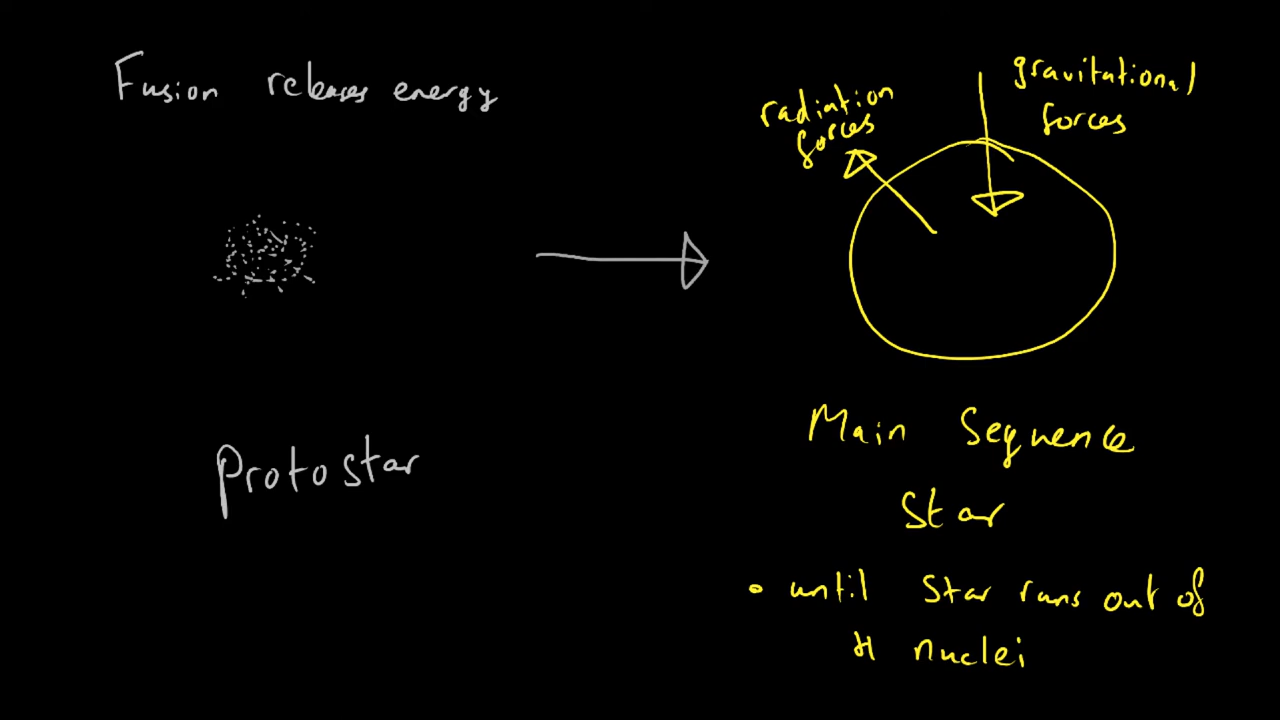 Fusion releases energy
radiation
forces
gravitational
forces
Protostar
Main Sequence
Star
• until Star runs out of
H nuclei